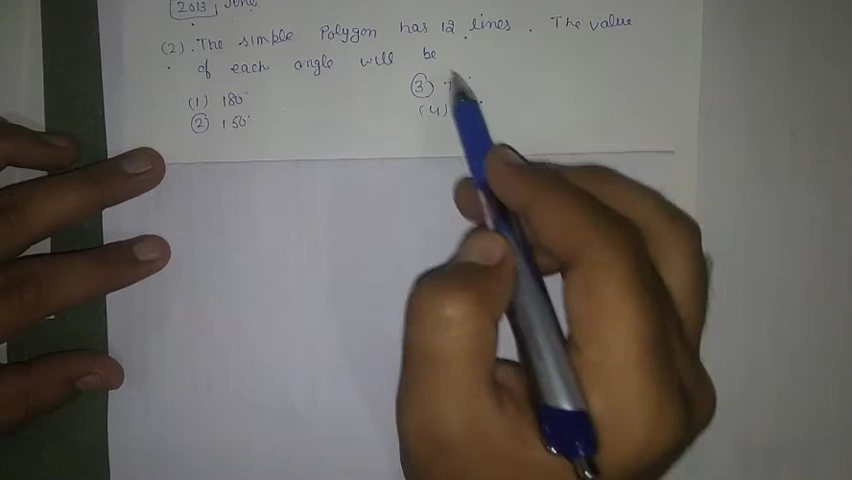 2013, June
(2). The simple Polygon has 12 lines. The value
of each angle will be
(1) 180°
(2) 150°
(3)
(4)